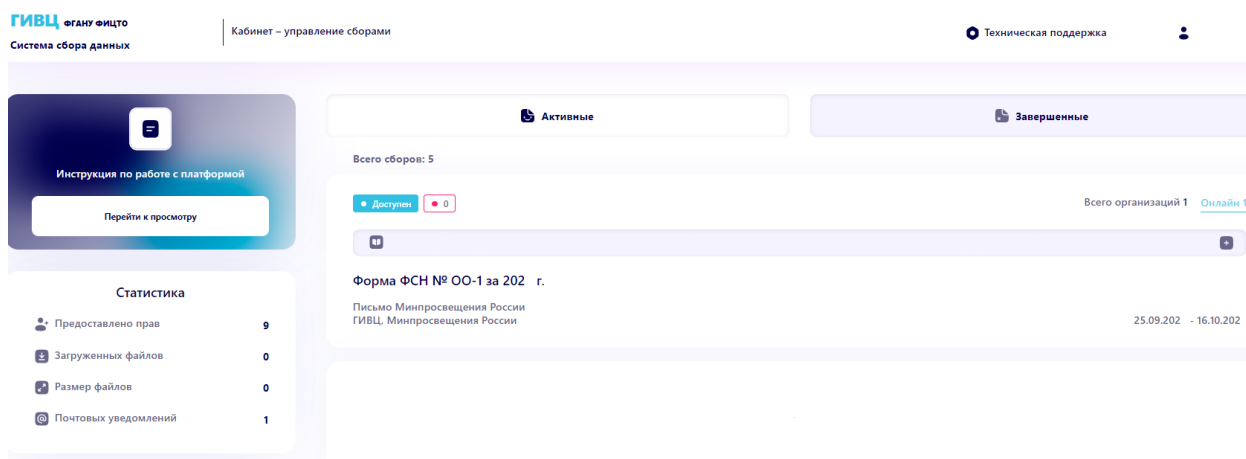 ГИВЦ ФГАНУ ФИЦТО
Система сбора данных
Кабинет – управление сборами
Техническая поддержка
Инструкция по работе с платформой
Перейти к просмотру
Статистика
Предоставлено прав 9
Загруженных файлов 0
Размер файлов 0
Почтовых уведомлений 1
Активные
Завершенные
Всего сборов: 5
Доступен 0
Всего организаций 1 Онлайн 1
Форма ФСН № ОО-1 за 202 г.
Письмо Минпросвещения России
ГИВЦ, Минпросвещения России
25.09.202 - 16.10.202